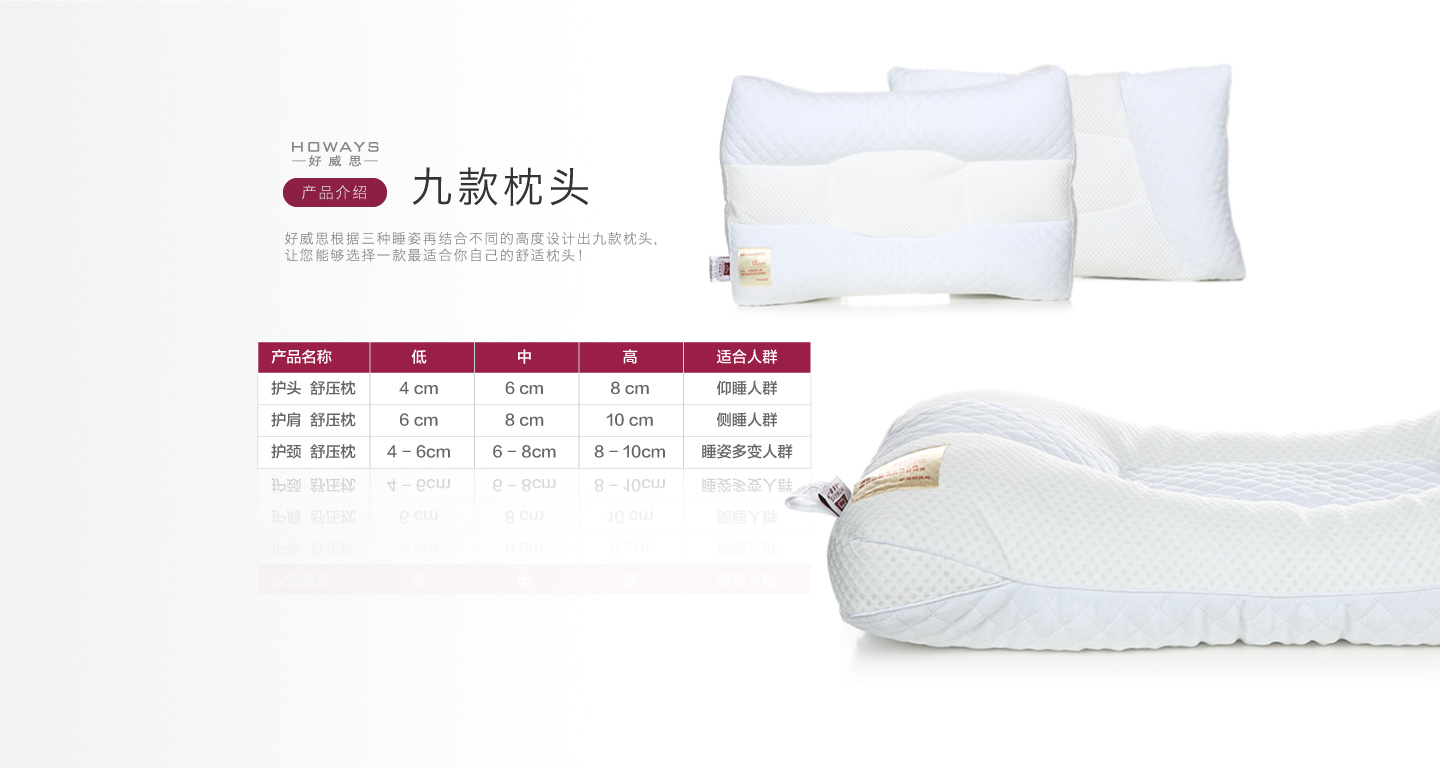 HOWAYS
好威思
产品介绍
九款枕头
好威思根据三种睡姿再结合不同的高度设计出九款枕头,
让您能够选择一款最适合你自己的舒适枕头!
产品名称 低 中 高 适合人群
护头 舒压枕 4 cm 6 cm 8 cm 仰睡人群
护肩 舒压枕 6 cm 8 cm 10 cm 侧睡人群
护颈 舒压枕 4 - 6cm 6 - 8cm 8 - 10cm 睡姿多变人群